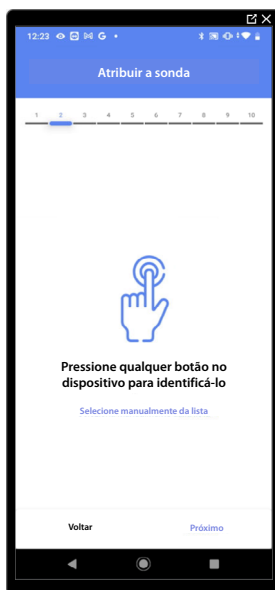 12:23 G
Atribuir a sonda
1 2 3 4 5 6 7 8 9 10
Pressione qualquer botão no
dispositivo para identificá-lo
Selecione manualmente da lista
Voltar Próximo